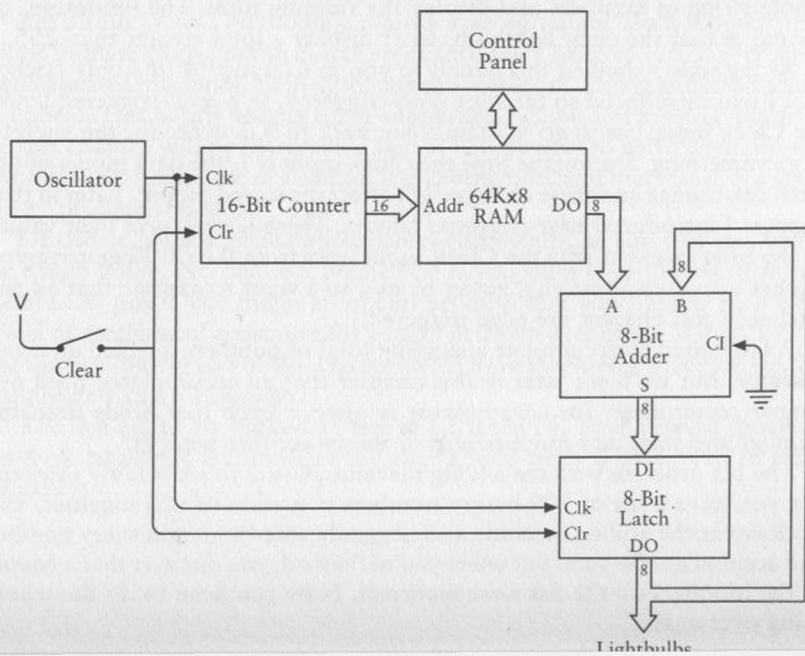 Control
Panel
Oscillator
Clk
16-Bit Counter
Clr
16
Addr
64Kx8
RAM
DO
8
V
Clear
8
A
B
8-Bit
Adder
CI
S
8
DI
8-Bit
Latch
Clk
Clr
DO
8
Lightbulbs